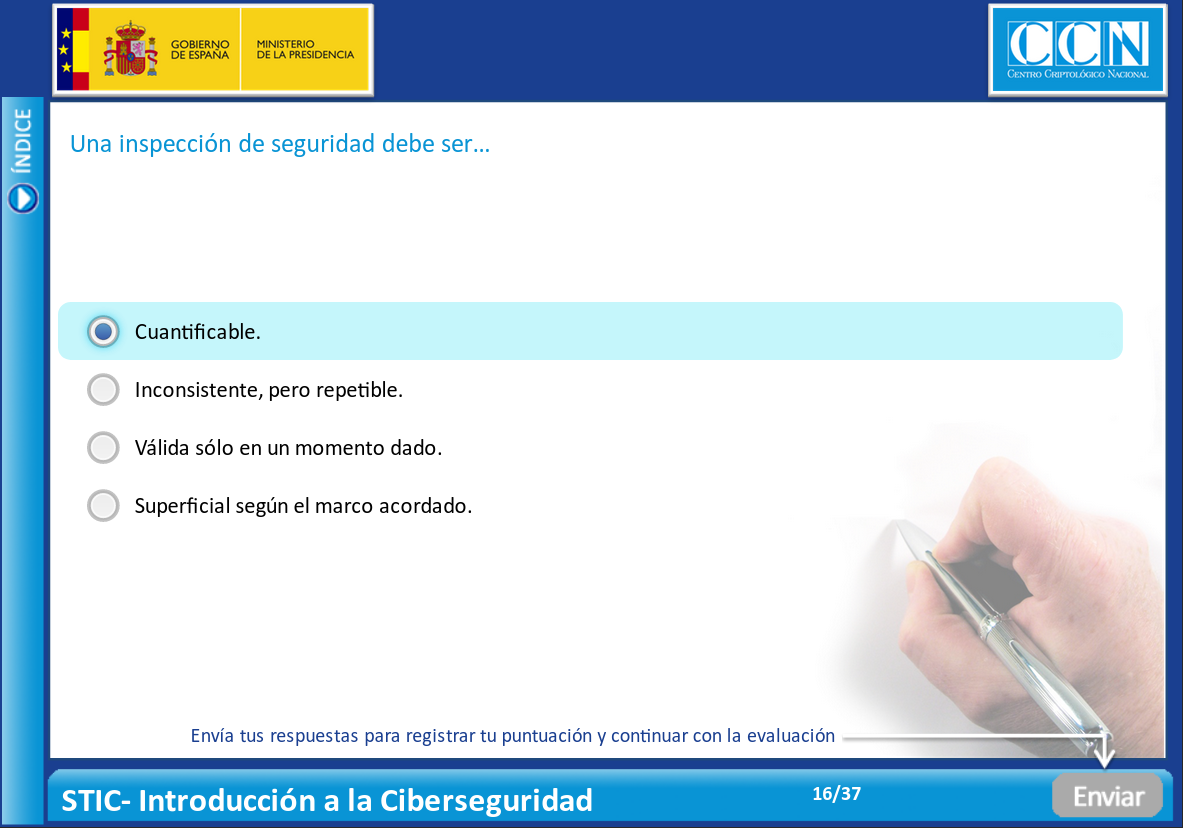 GOBIERNO
DE ESPAÑA
MINISTERIO
DE LA PRESIDENCIA
CCN
CENTRO CRIPTOLÓGICO NACIONAL
ÍNDICE
Una inspección de seguridad debe ser...
Cuantificable.
Inconsistente, pero repetible.
Válida sólo en un momento dado.
Superficial según el marco acordado.
Envía tus respuestas para registrar tu puntuación y continuar con la evaluación
STIC- Introducción a la Ciberseguridad
16/37
Enviar